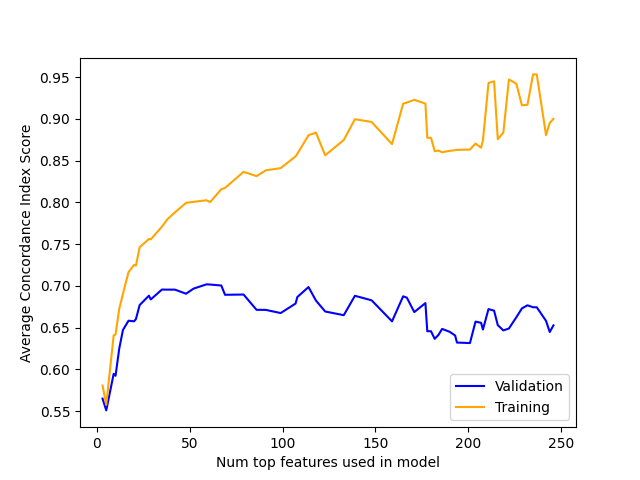 Average Concordance Index Score
0.95
0.90
0.85
0.80
0.75
0.70
0.65
0.60
0.55
Validation
Training
0 50 100 150 200 250
Num top features used in model